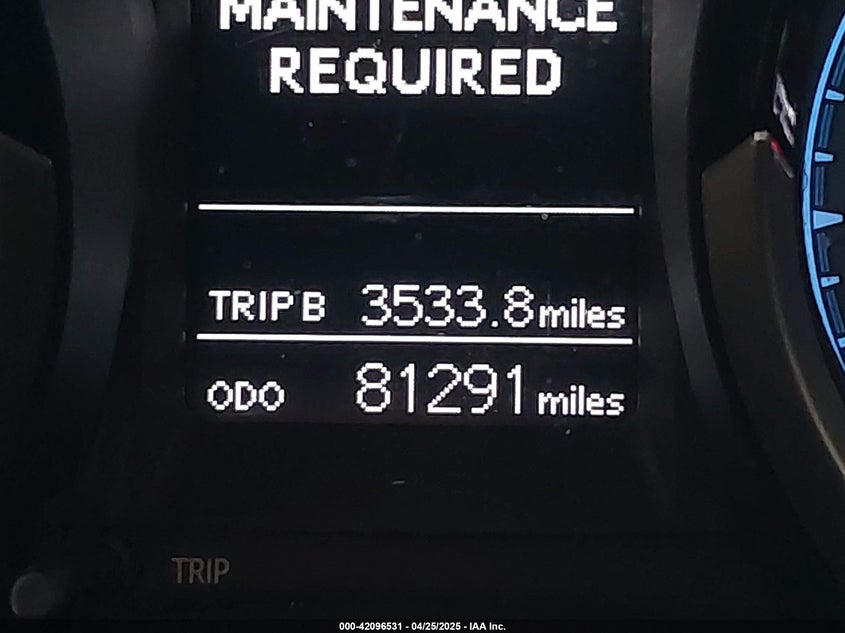 MAINTENANCE
REQUIRED
TRIP B 3533.8 miles
ODO 81291 miles
TRIP
000-42096531 - 04/25/2025 - IAA Inc.